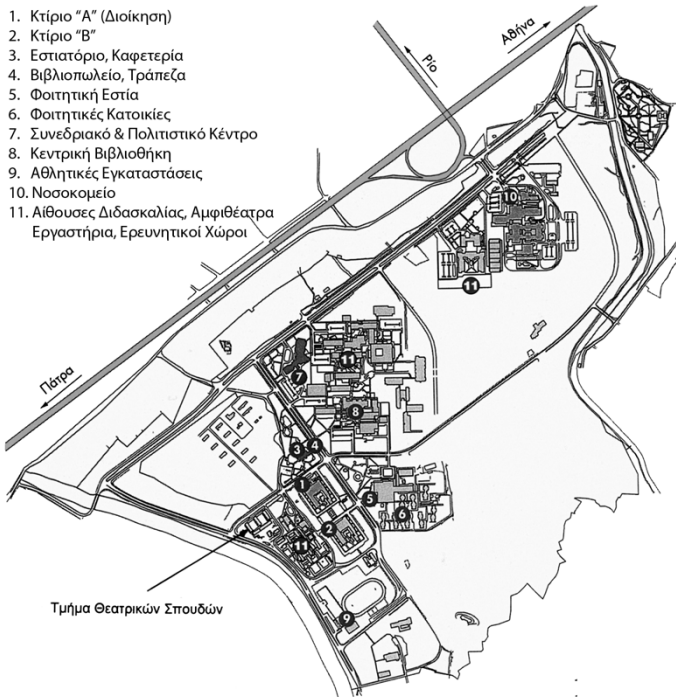 1. Κτίριο “Α” (Διοίκηση)
2. Κτίριο “Β”
3. Εστιατόριο, Καφετερία
4. Βιβλιοπωλείο, Τράπεζα
5. Φοιτητική Εστία
6. Φοιτητικές Κατοικίες
7. Συνεδριακό & Πολιτιστικό Κέντρο
8. Κεντρική Βιβλιοθήκη
9. Αθλητικές Εγκαταστάσεις
10. Νοσοκομείο
11. Αίθουσες Διδασκαλίας, Αμφιθέατρα
Εργαστήρια, Ερευνητικοί Χώροι
Αθήνα
Ρίο
10
11
Πάτρα
11
7
8
3
4
1
5
6
2
11
Τμήμα Θεατρικών Σπουδών
9